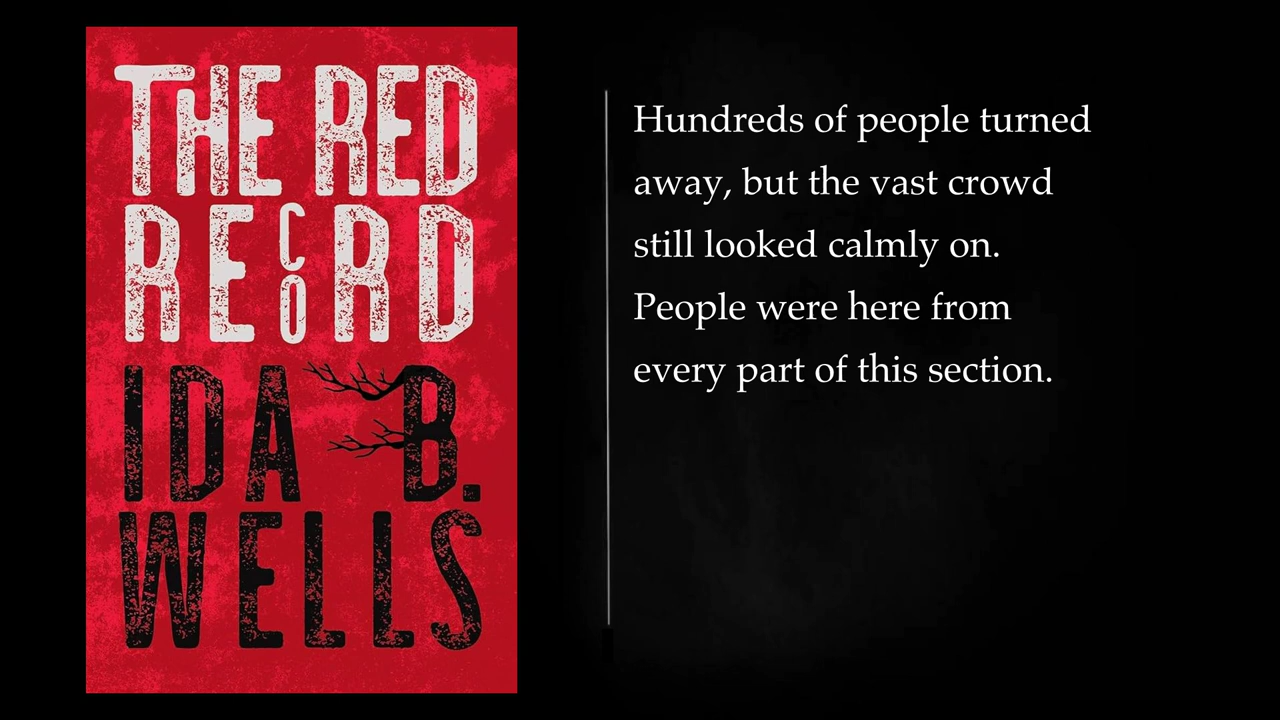 THE RED
RECORD
IDA B.
WELLS
Hundreds of people turned
away, but the vast crowd
still looked calmly on.
People were here from
every part of this section.